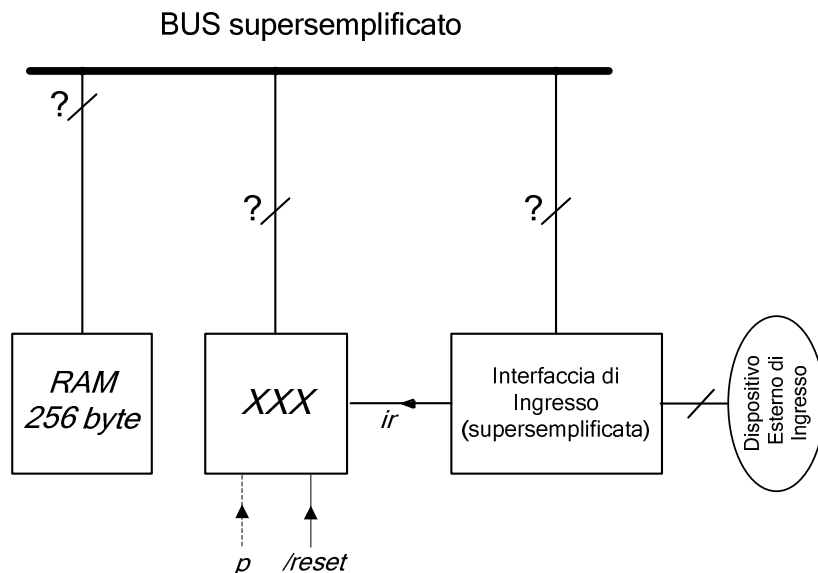 BUS supersemplificato
?
?
?
RAM
256 byte
XXX
ir
Interfaccia di
Ingresso
(supersemplificata)
Dispositivo
Esterno di
Ingresso
p
/reset